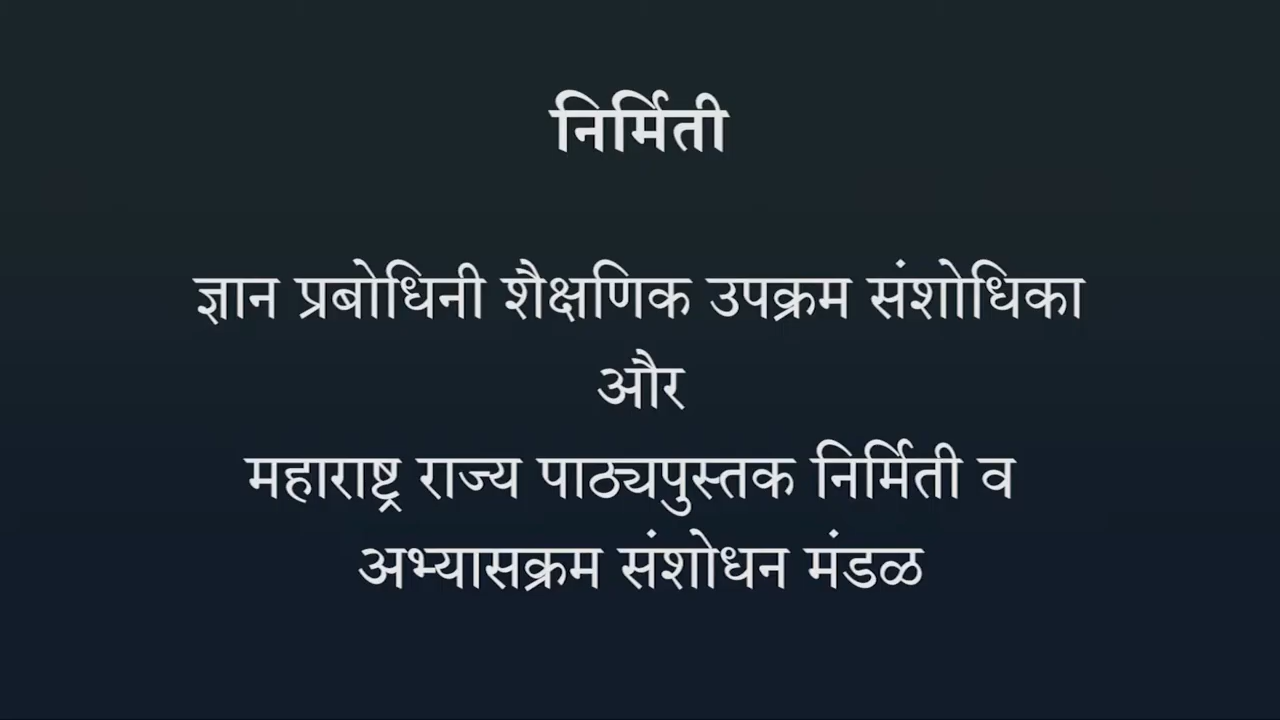 निर्मिती
ज्ञान प्रबोधिनी शैक्षणिक उपक्रम संशोधिका
और
महाराष्ट्र राज्य पाठ्यपुस्तक निर्मिती व
अभ्यासक्रम संशोधन मंडळ